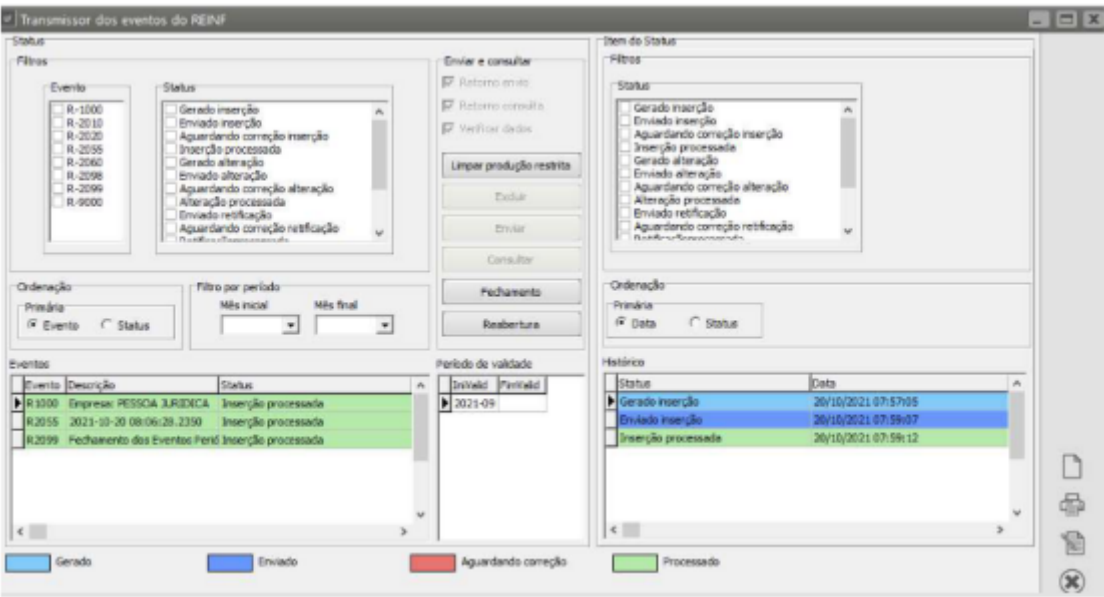 Transmissor dos eventos do REINF
Status
Filtros
Evento
R-1000
R-2010
R-2020
R-2055
R-2060
R-2098
R-2099
R-9000
Status
Gerado inserção
Enviado inserção
Aguardando correção inserção
Inserção processada
Gerado alteração
Enviado alteração
Aguardando correção alteração
Alteração processada
Enviado retificação
Aguardando correção retificação
Enviar e consultar
Retorno envio
Retorno consulta
Verificar dados
Limpar produção restrita
Excluir
Enviar
Consultar
Fechamento
Reabertura
Ordenação
Primária
Evento Status
Filtro por período
Mês inicial Mês final
Eventos
Evento Descrição Status
R1000 Empresa: PESSOA JURIDICA Inserção processada
R2055 2021-10-20 08:06:28.2350 Inserção processada
R2099 Fechamento dos Eventos Perió Inserção processada
Período de validade
IniValid FimValid
2021-09
Item do Status
Filtros
Status
Gerado inserção
Enviado inserção
Aguardando correção inserção
Inserção processada
Gerado alteração
Enviado alteração
Aguardando correção alteração
Alteração processada
Enviado retificação
Aguardando correção retificação
Ordenação
Primária
Data Status
Histórico
Status Data
Gerado inserção 20/10/2021 07:57:05
Enviado inserção 20/10/2021 07:59:07
Inserção processada 20/10/2021 07:59:12
Gerado Enviado Aguardando correção Processado